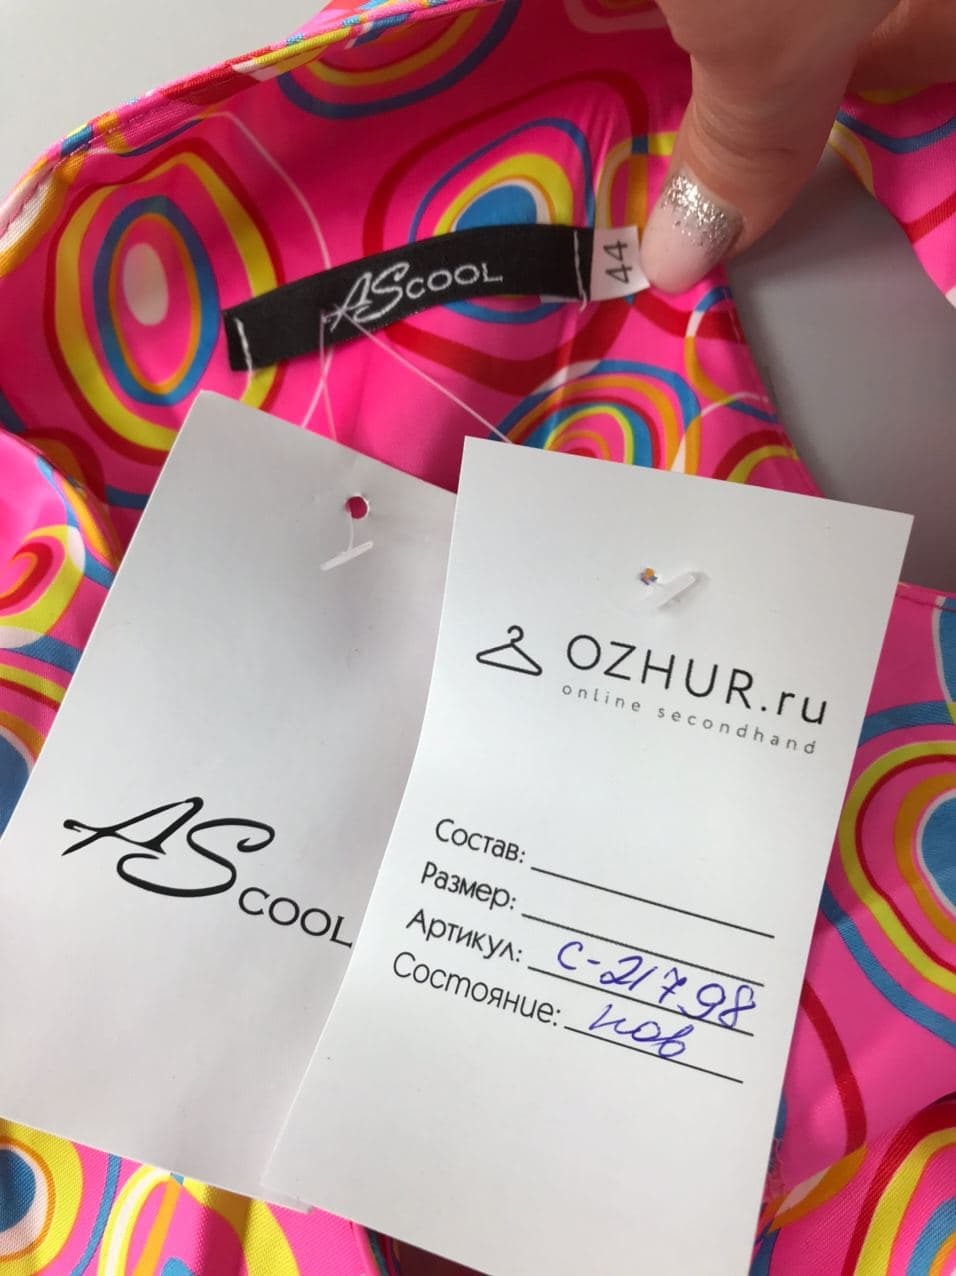 AS COOL
44
AS COOL
OZHUR.ru
online secondhand
Состав:
Размер:
Артикул: С-21798
Состояние: нов